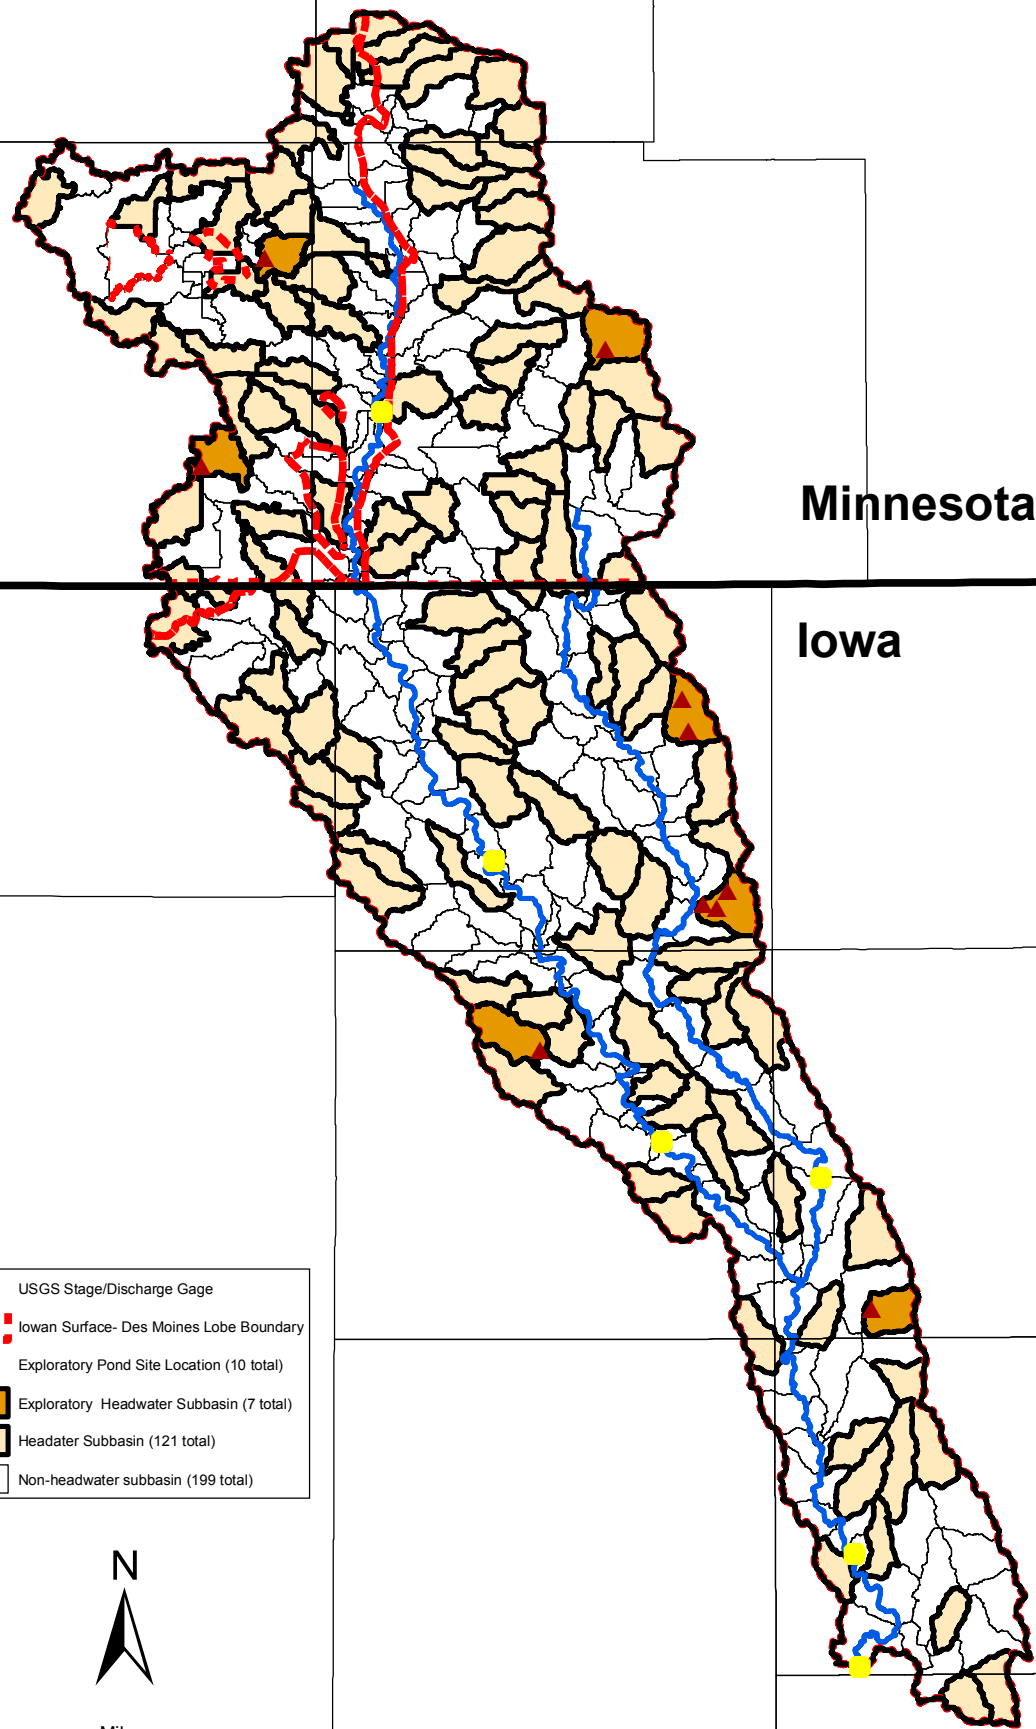 Minnesota
Iowa
USGS Stage/Discharge Gage
Iowan Surface- Des Moines Lobe Boundary
Exploratory Pond Site Location (10 total)
Exploratory Headwater Subbasin (7 total)
Headater Subbasin (121 total)
Non-headwater subbasin (199 total)
N